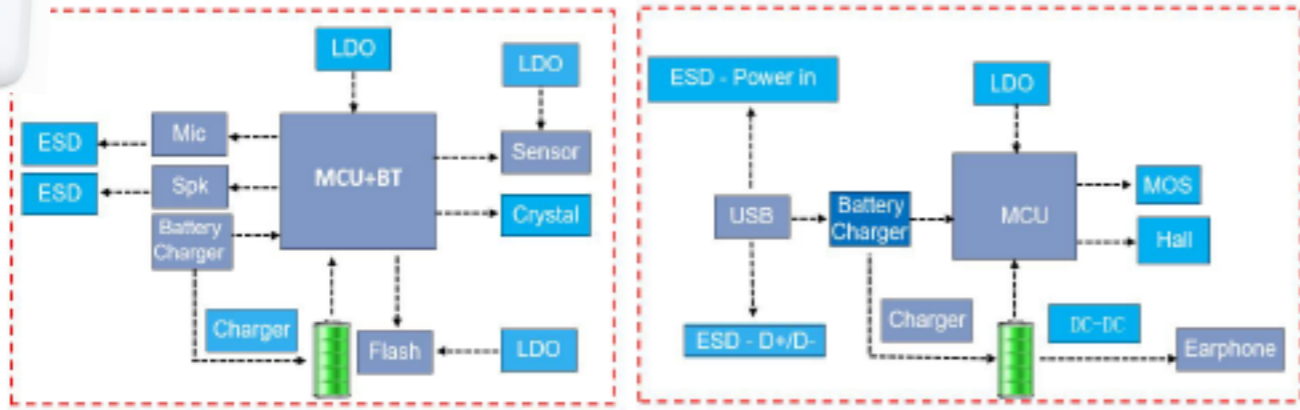 LDO
LDO
ESD
Mic
MCU+BT
Sensor
ESD
Spk
Crystal
Battery
Charger
Charger
Flash
LDO
ESD - Power in
LDO
USB
Battery
Charger
MCU
MOS
Hall
ESD - D+/D-
Charger
DC-DC
Earphone